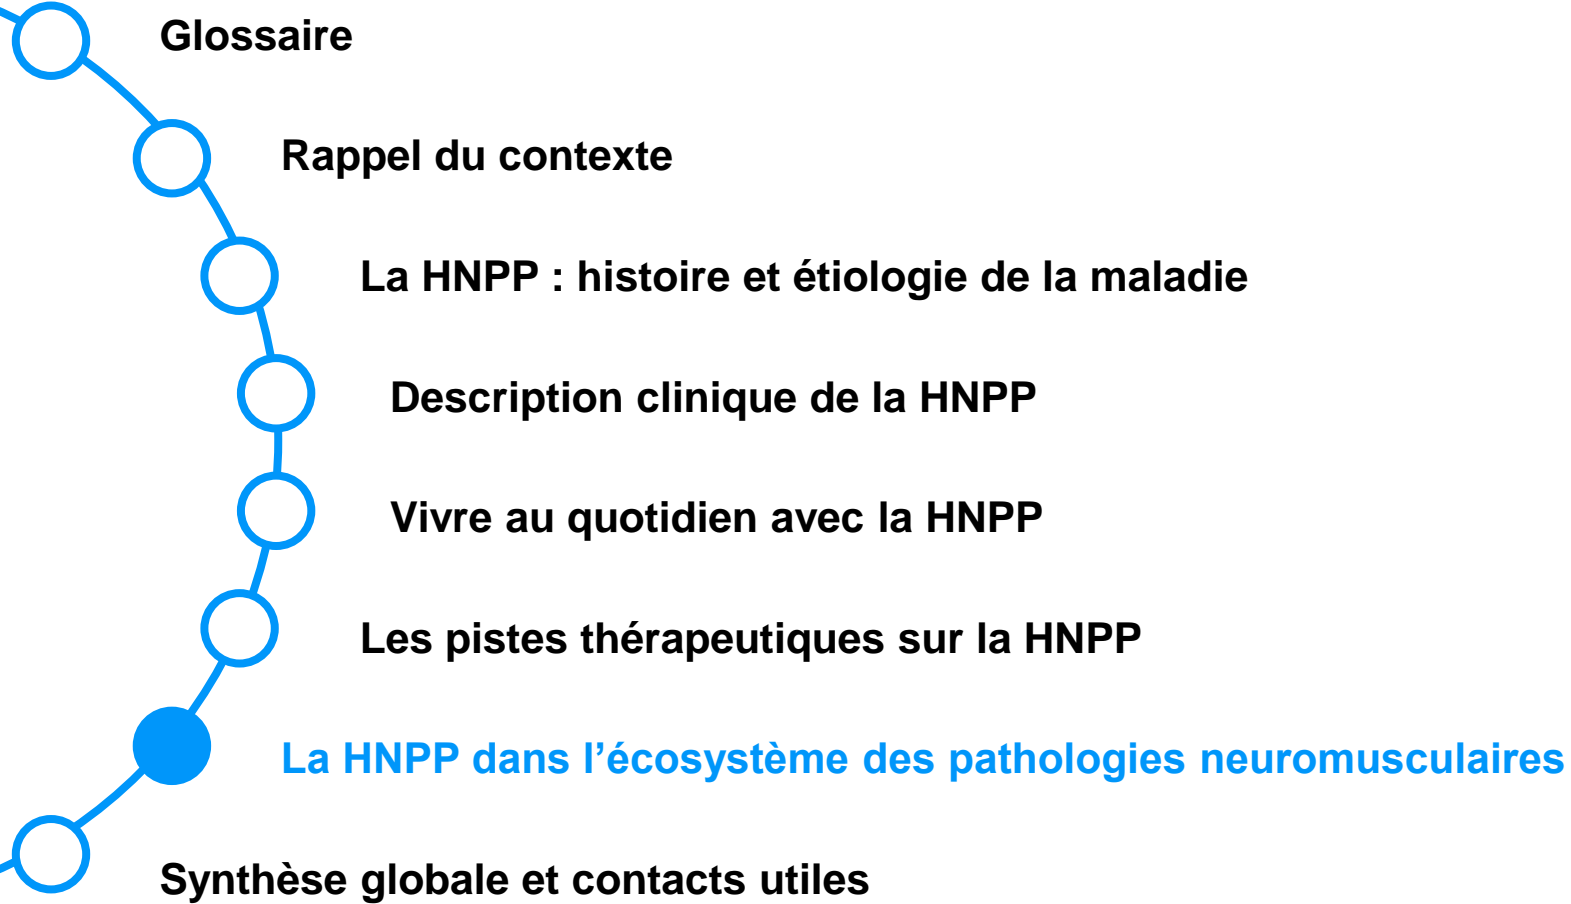 Glossaire
Rappel du contexte
La HNPP : histoire et étiologie de la maladie
Description clinique de la HNPP
Vivre au quotidien avec la HNPP
Les pistes thérapeutiques sur la HNPP
La HNPP dans l’écosystème des pathologies neuromusculaires
Synthèse globale et contacts utiles